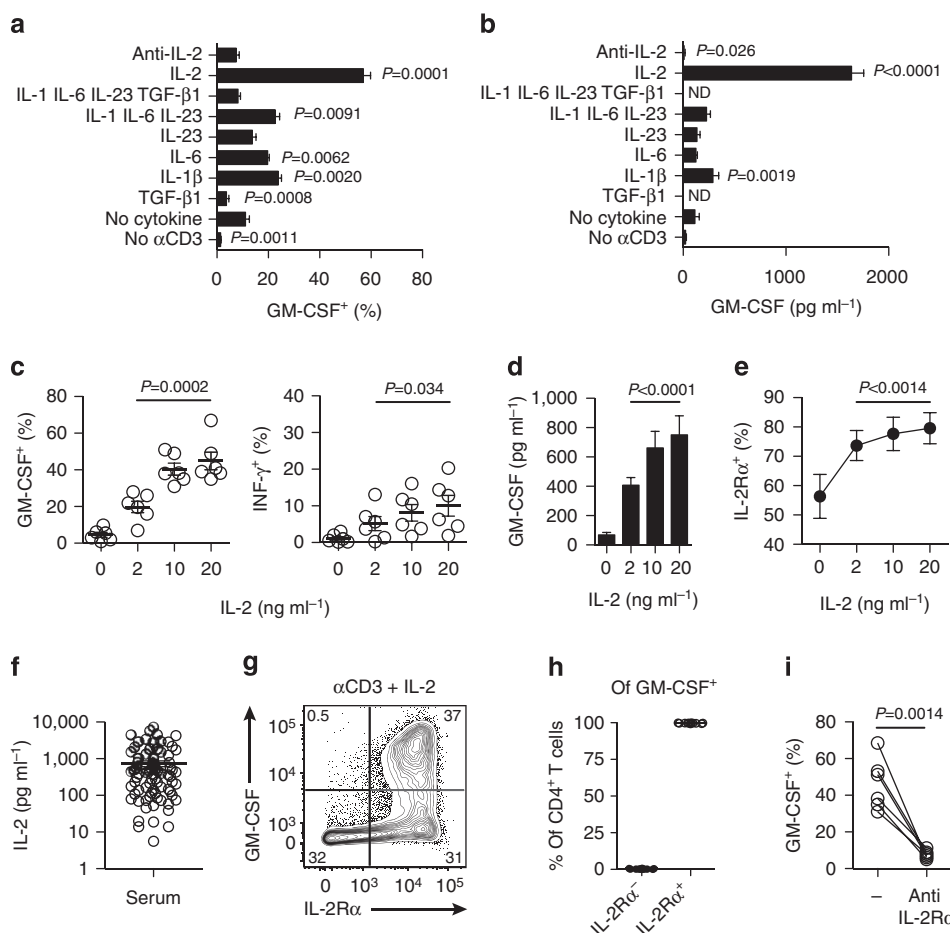 a
Anti-IL-2
IL-2 P=0.0001
IL-1 IL-6 IL-23 TGF-β1
IL-1 IL-6 IL-23 P=0.0091
IL-23
IL-6 P=0.0062
IL-1β P=0.0020
TGF-β1 P=0.0008
No cytokine
No αCD3 P=0.0011
0 20 40 60 80
GM-CSF⁺ (%)
b
Anti-IL-2 P=0.026
IL-2 P<0.0001
IL-1 IL-6 IL-23 TGF-β1 ND
IL-1 IL-6 IL-23
IL-23
IL-6
IL-1β P=0.0019
TGF-β1 ND
No cytokine
No αCD3
0 1000 2000
GM-CSF (pg ml⁻¹)
c
P=0.0002
GM-CSF⁺ (%)
80
60
40
20
0
0 2 10 20
P=0.034
INF-γ⁺ (%)
40
30
20
10
0
0 2 10 20
IL-2 (ng ml⁻¹)
d
P<0.0001
GM-CSF (pg ml⁻¹)
1,000
800
600
400
200
0
0 2 10 20
IL-2 (ng ml⁻¹)
e
P<0.0014
IL-2Rα⁺ (%)
90
80
70
60
50
40
0 2 10 20
IL-2 (ng ml⁻¹)
f
IL-2 (pg ml⁻¹)
10,000
1,000
100
10
1
Serum
g
αCD3 + IL-2
GM-CSF
10⁵
10⁴
10³
0
0.5 37
32 31
0 10³ 10⁴ 10⁵
IL-2Rα
h
Of GM-CSF⁺
% Of CD4⁺ T cells
100
75
50
25
0
IL-2Rα⁻
IL-2Rα⁺
i
P=0.0014
GM-CSF⁺ (%)
80
60
40
20
0
– Anti
IL-2Rα